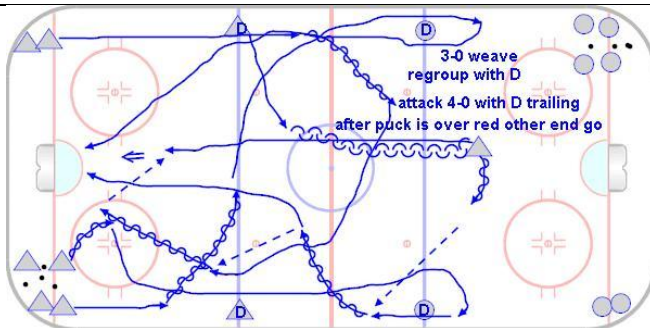 D
D
3-0 weave
regroup with D
attack 4-0 with D trailing
after puck is over red other end go
D
D